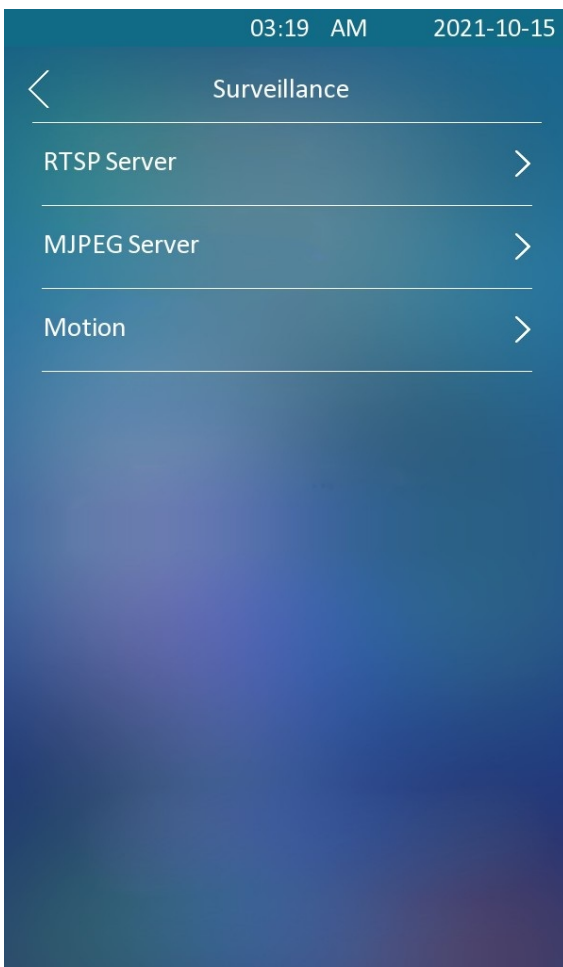 03:19 AM 2021-10-15
Surveillance
RTSP Server
MJPEG Server
Motion